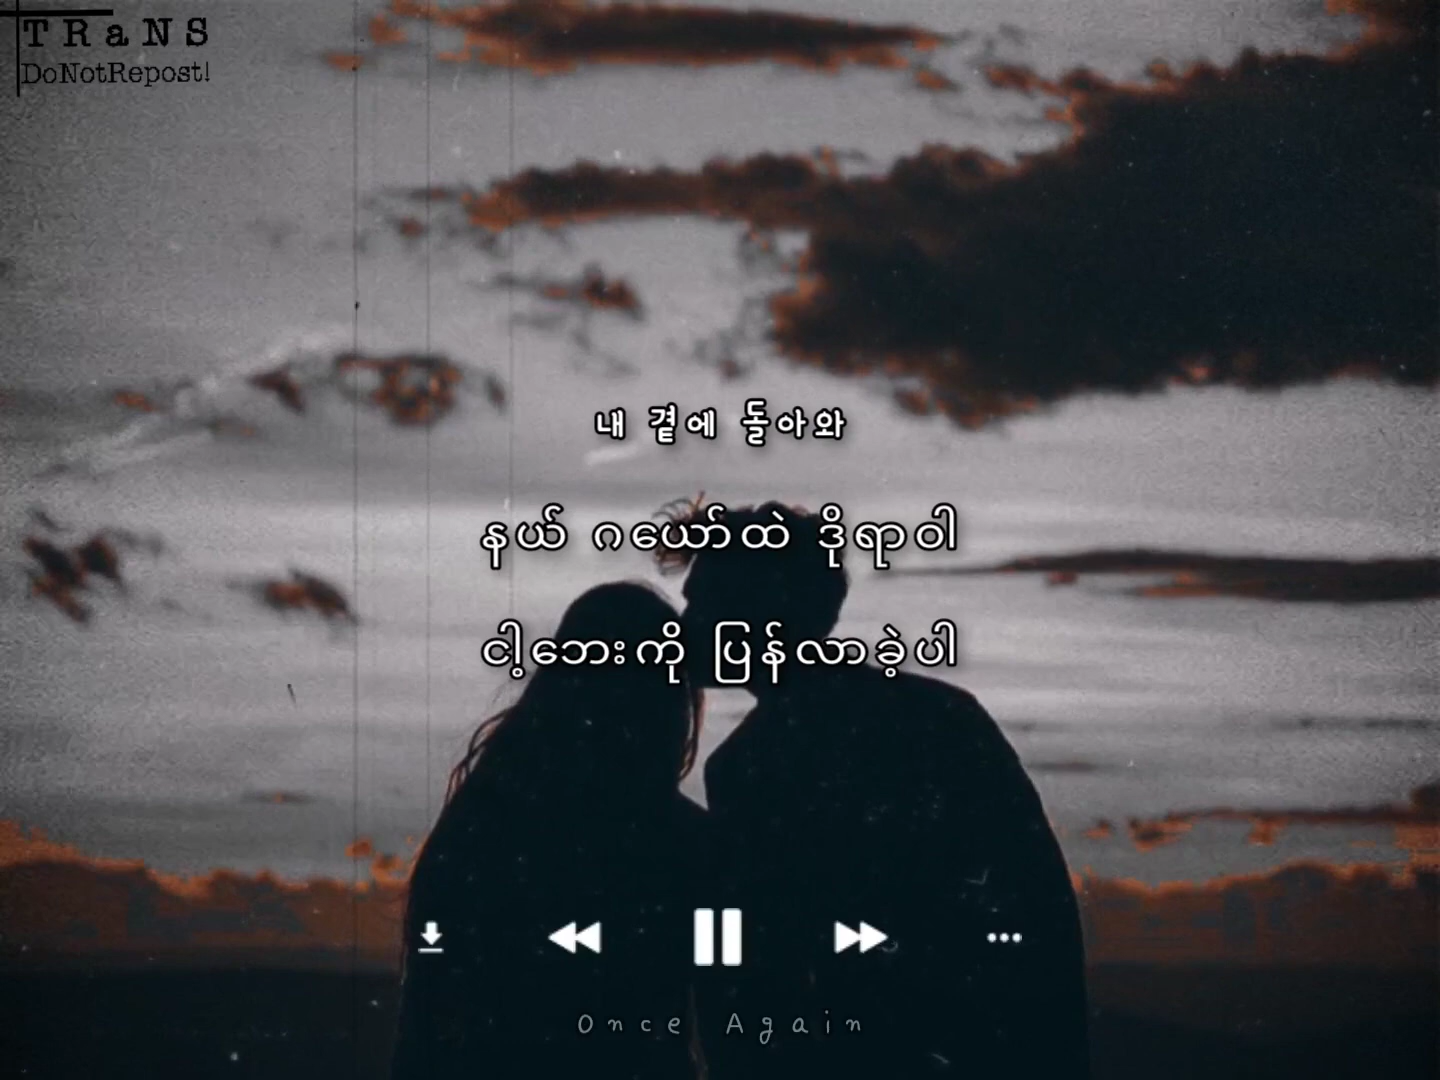 TRaNS
DoNotRepost!
내 곁에 돌아와
နယ် ဂယော်ထဲ ဒိုရာဝါ
ငါ့ဘေးကို ပြန်လာခဲ့ပါ
Once Again